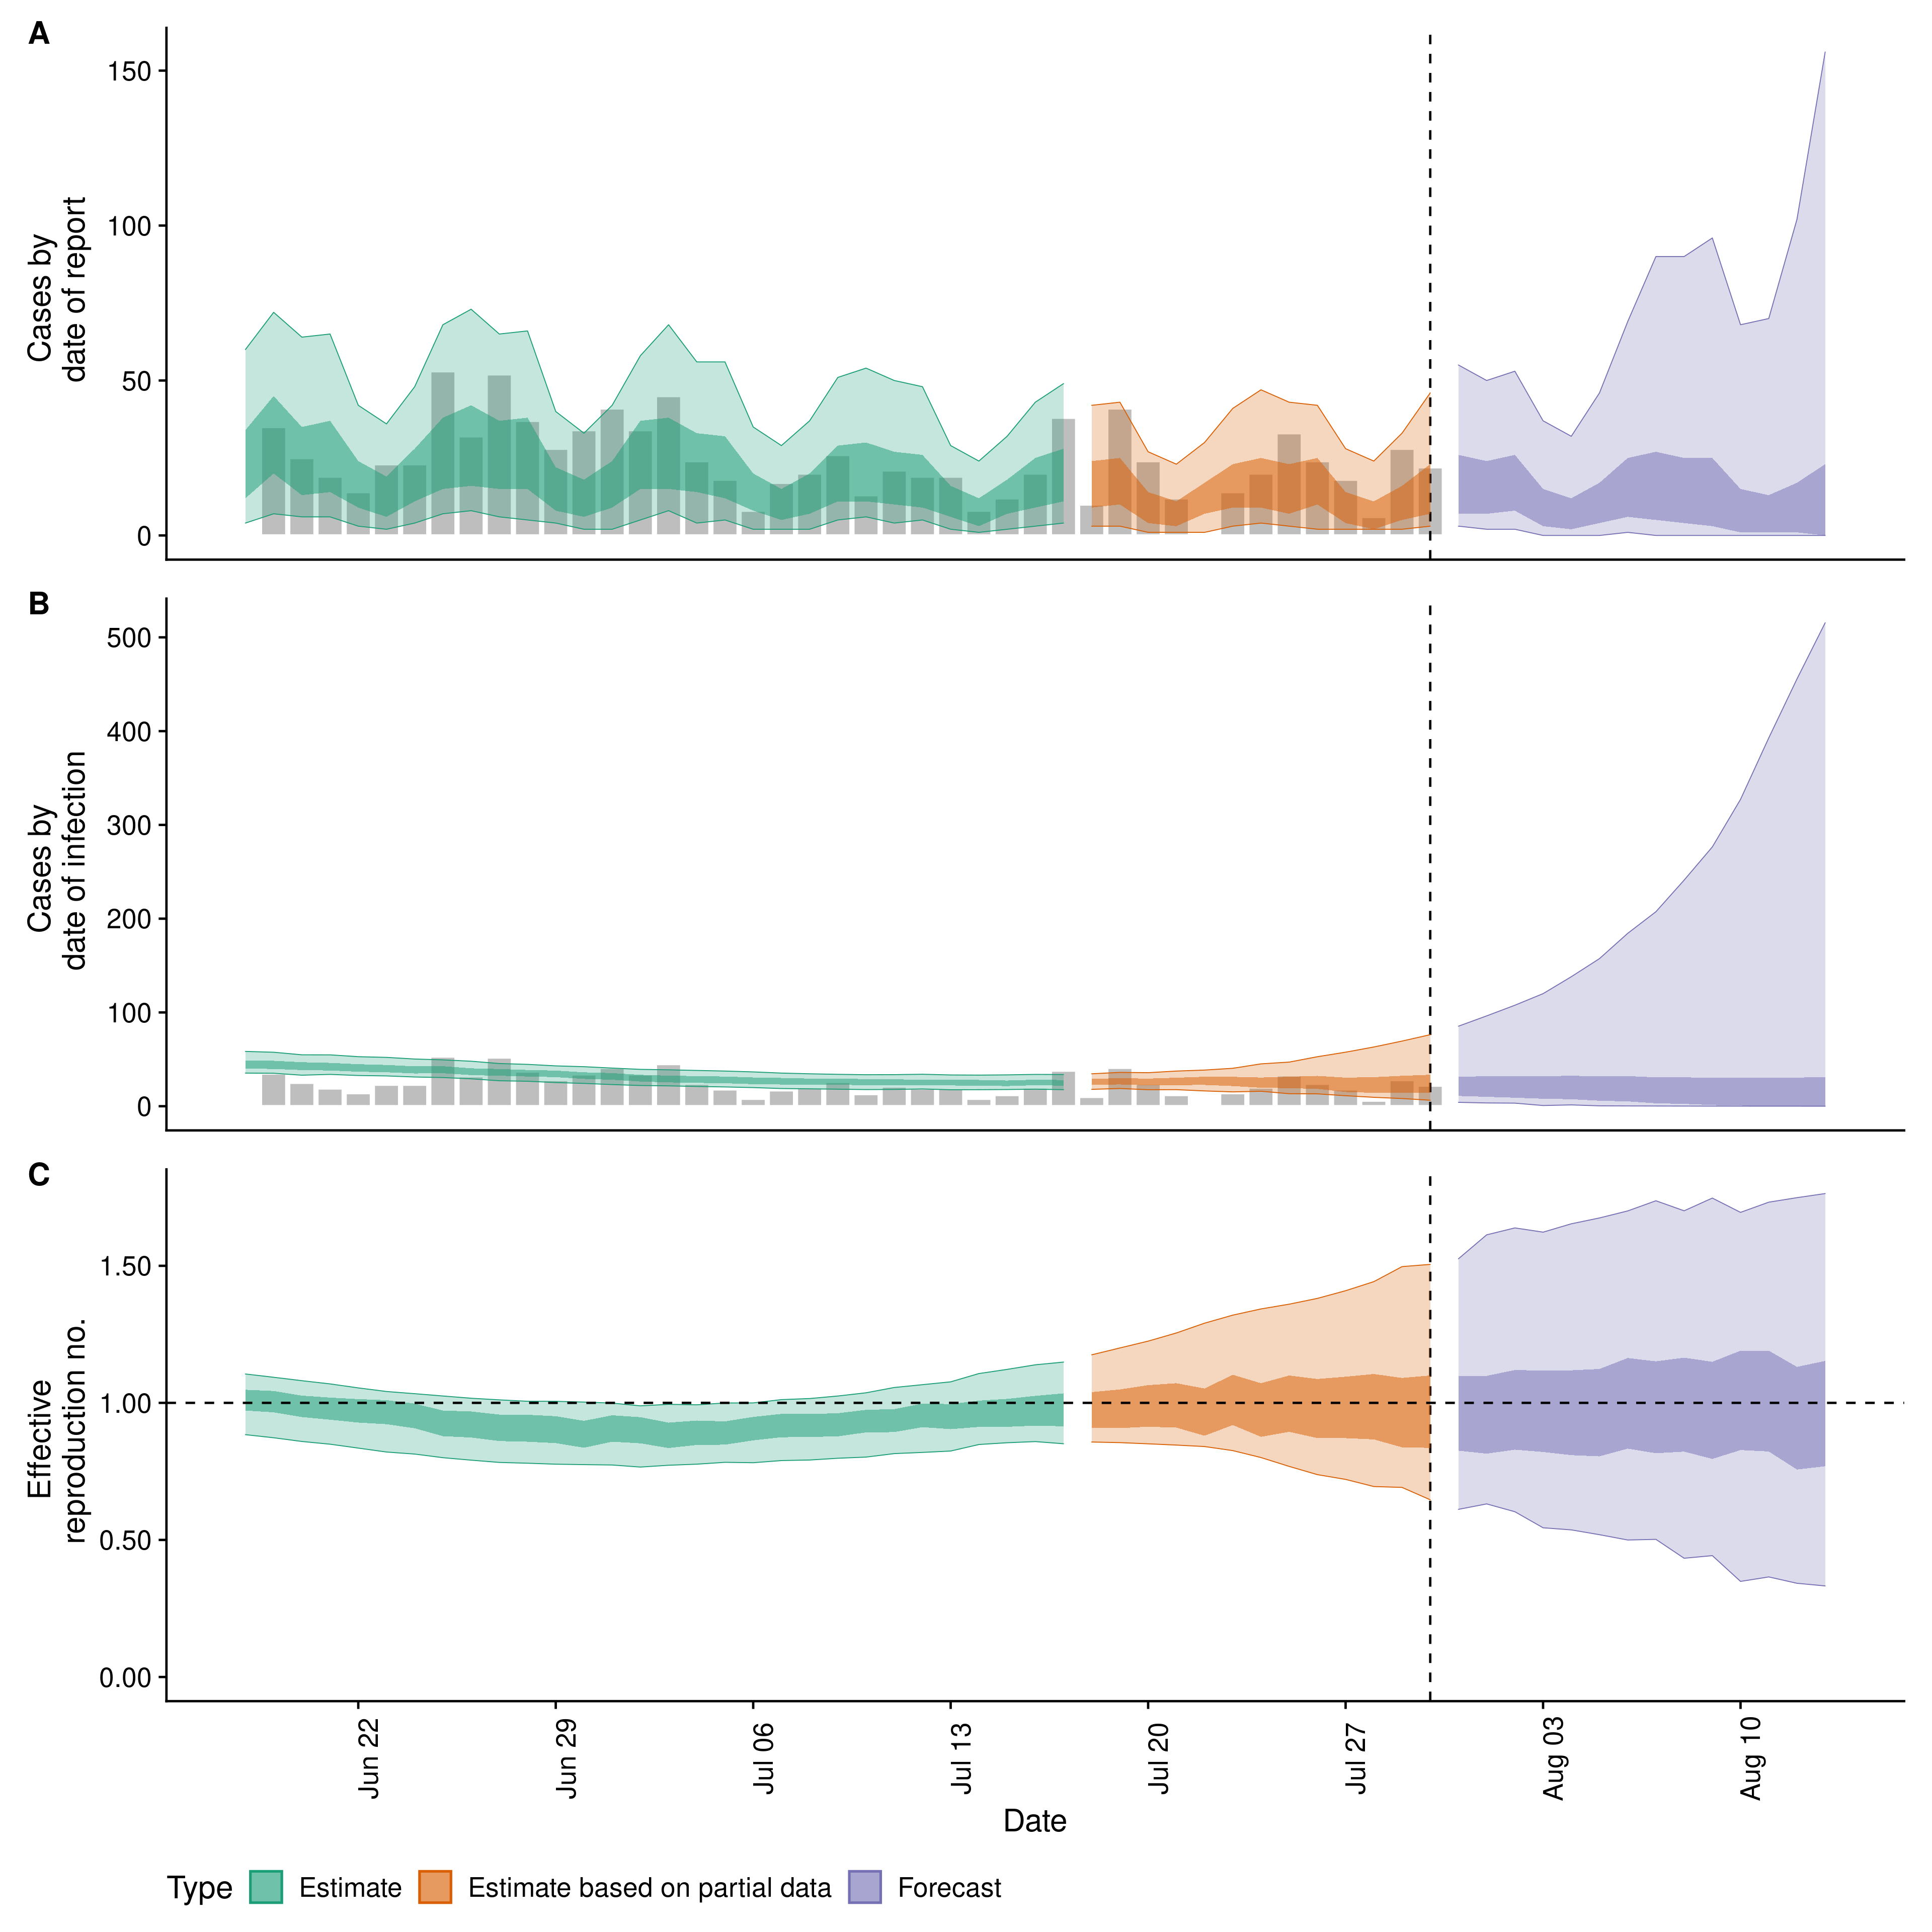 A
150
100
50
0
Cases by
date of report
B
500
400
300
200
100
0
Cases by
date of infection
C
1.50
1.00
0.50
0.00
Effective
reproduction no.
Jun 22
Jun 29
Jul 06
Jul 13
Jul 20
Jul 27
Aug 03
Aug 10
Date
Type Estimate Estimate based on partial data Forecast